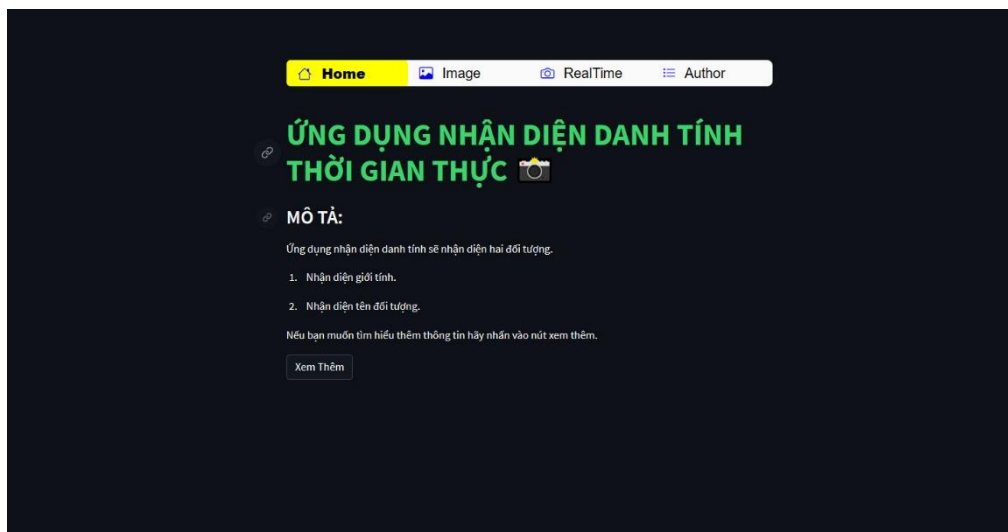 Home Image RealTime Author
ỨNG DỤNG NHẬN DIỆN DANH TÍNH
THỜI GIAN THỰC
MÔ TẢ:
Ứng dụng nhận diện danh tính sẽ nhận diện hai đối tượng.
1. Nhận diện giới tính.
2. Nhận diện tên đối tượng.
Nếu bạn muốn tìm hiểu thêm thông tin hãy nhấn vào nút xem thêm.
Xem Thêm